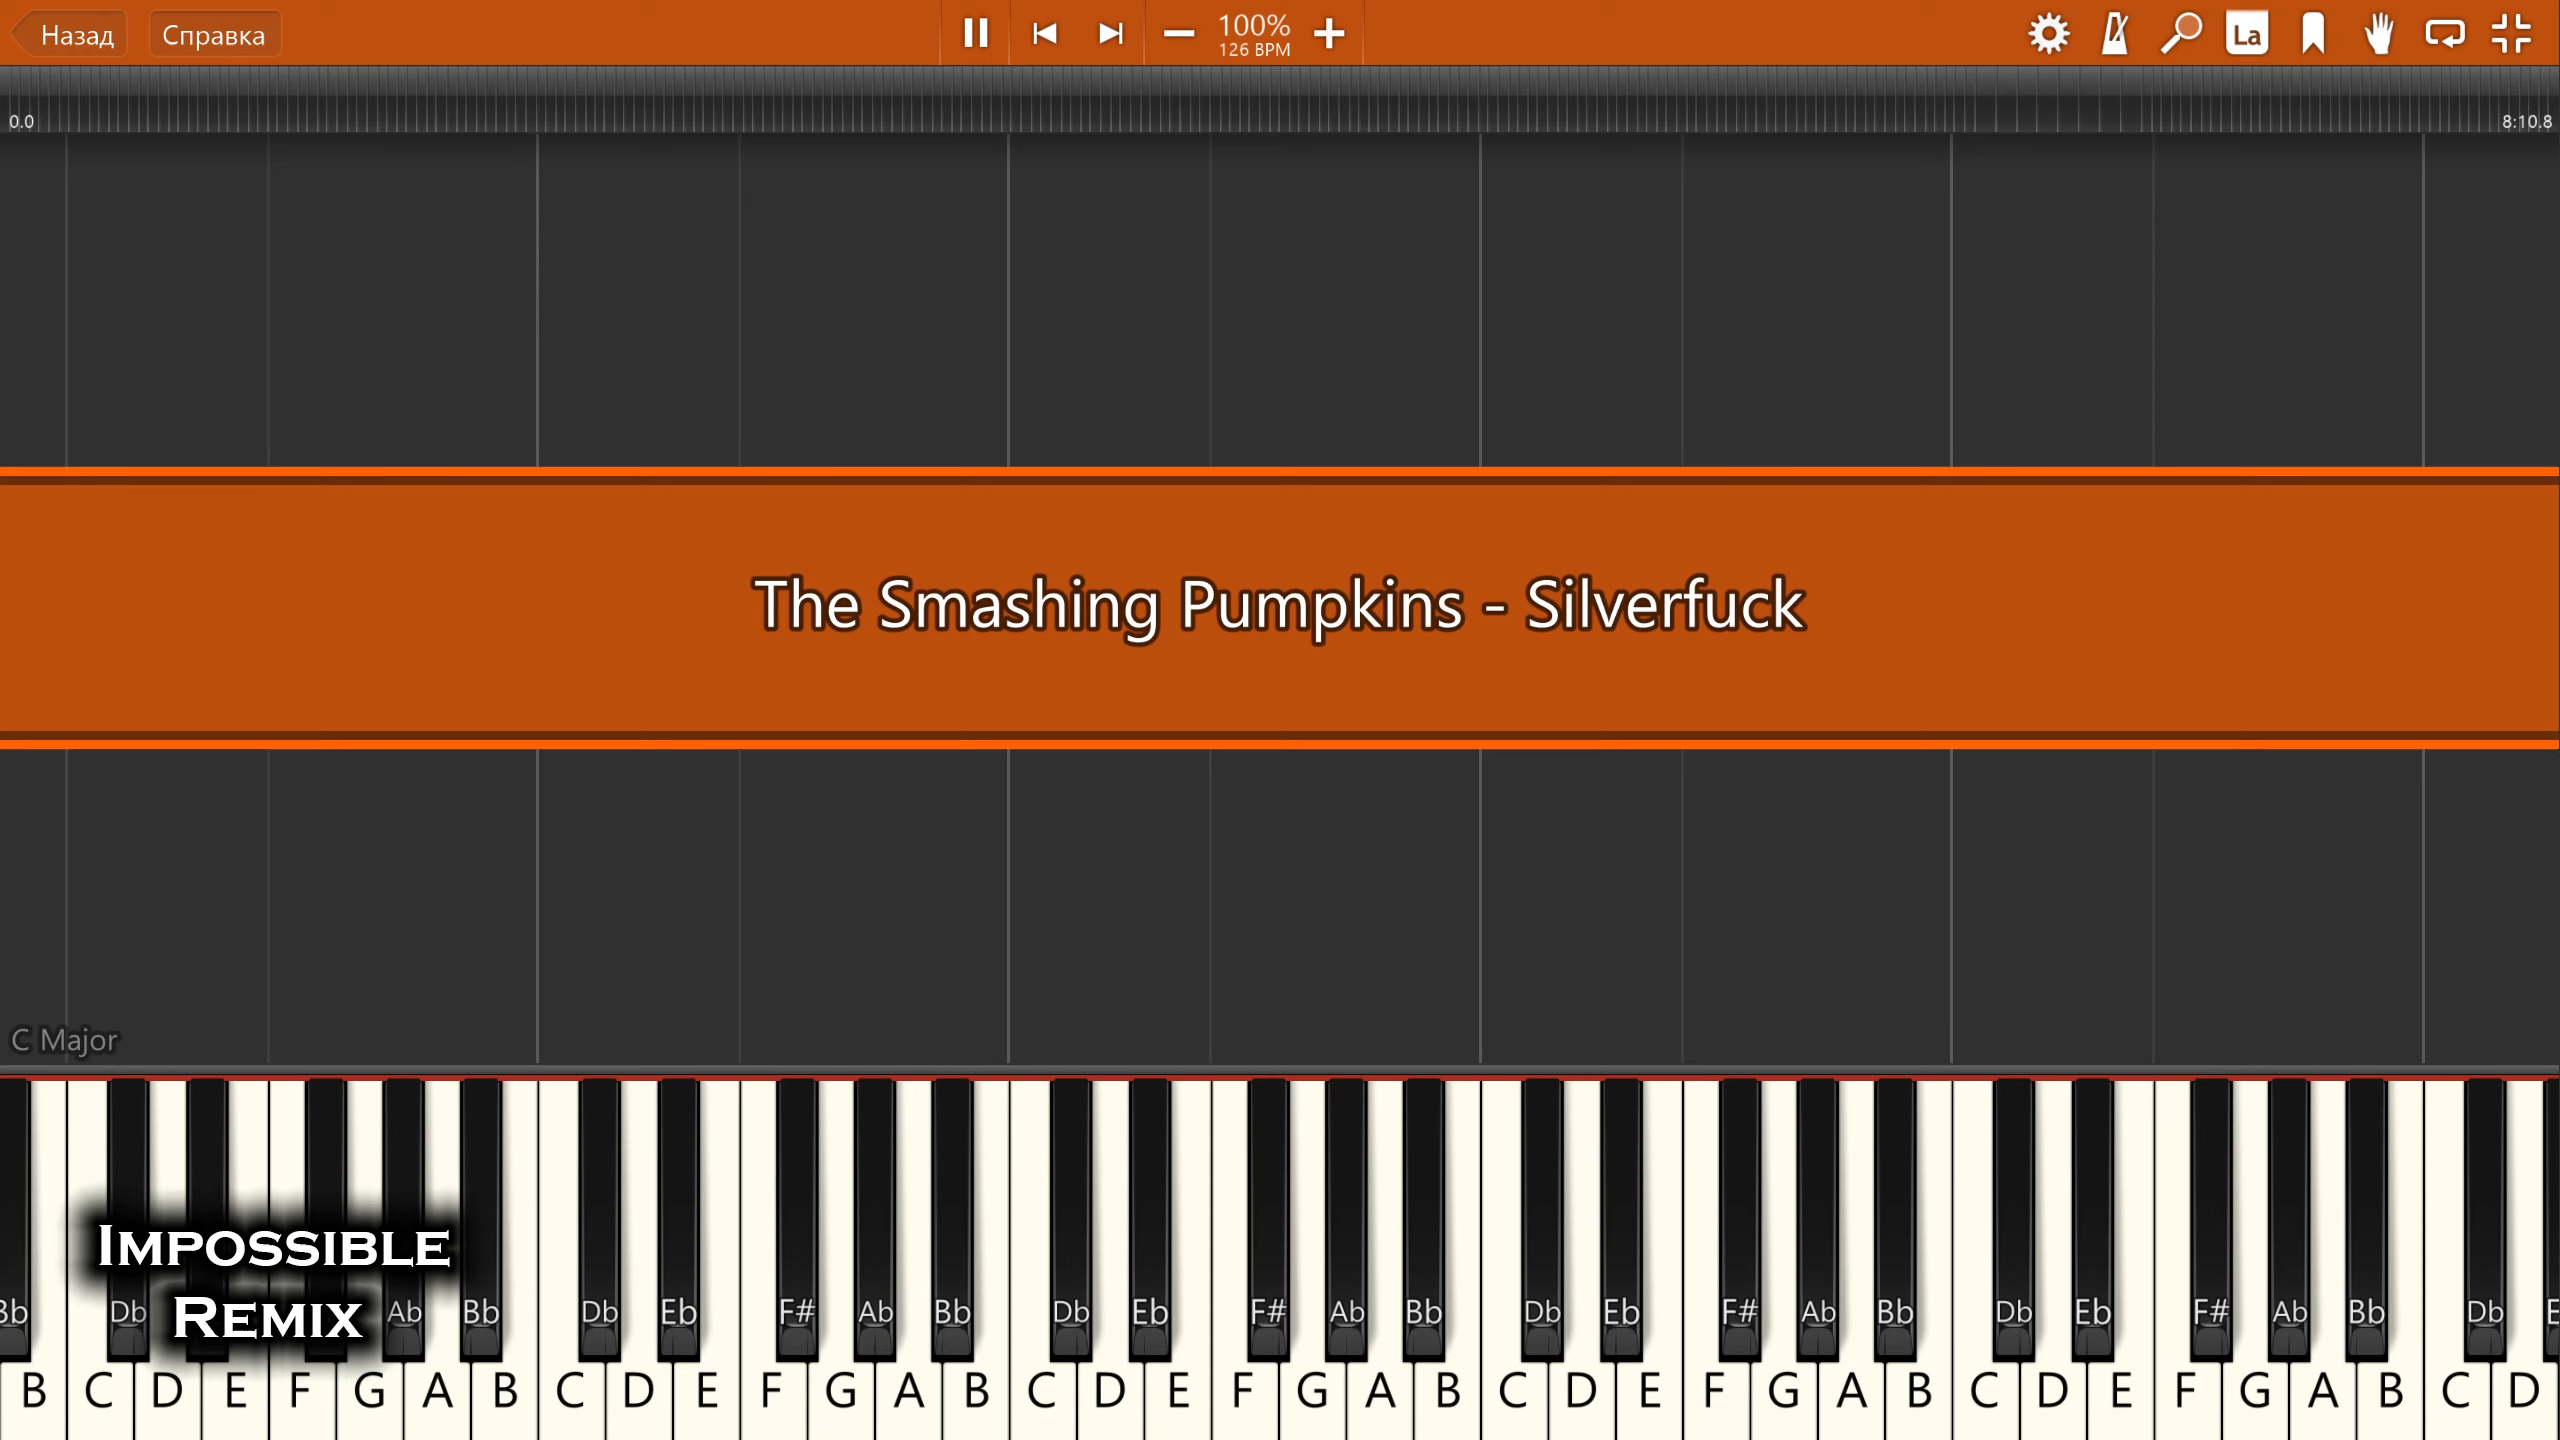 Назад Справка 100% La
126 BPM
0.0 8:10.8
The Smashing Pumpkins - Silverfuck
C Major
Impossible
Remix
Bb Db Ab Bb Db Eb F# Ab Bb Db Eb F# Ab Bb Db Eb F# Ab Bb Db Eb F# Ab Bb Db E
B C D E F G A B C D E F G A B C D E F G A B C D E F G A B C D E F G A B C D